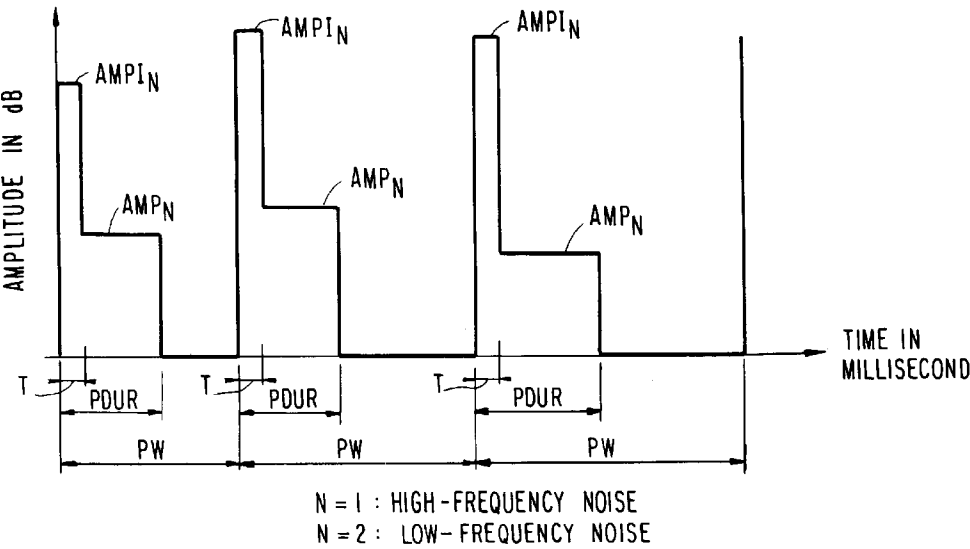 AMPI_N
AMPI_N
AMPI_N
AMPLITUDE IN dB
AMP_N
AMP_N
AMP_N
TIME IN
MILLISECOND
T
T
T
PDUR
PDUR
PDUR
PW
PW
PW
N = 1 : HIGH-FREQUENCY NOISE
N = 2 : LOW-FREQUENCY NOISE